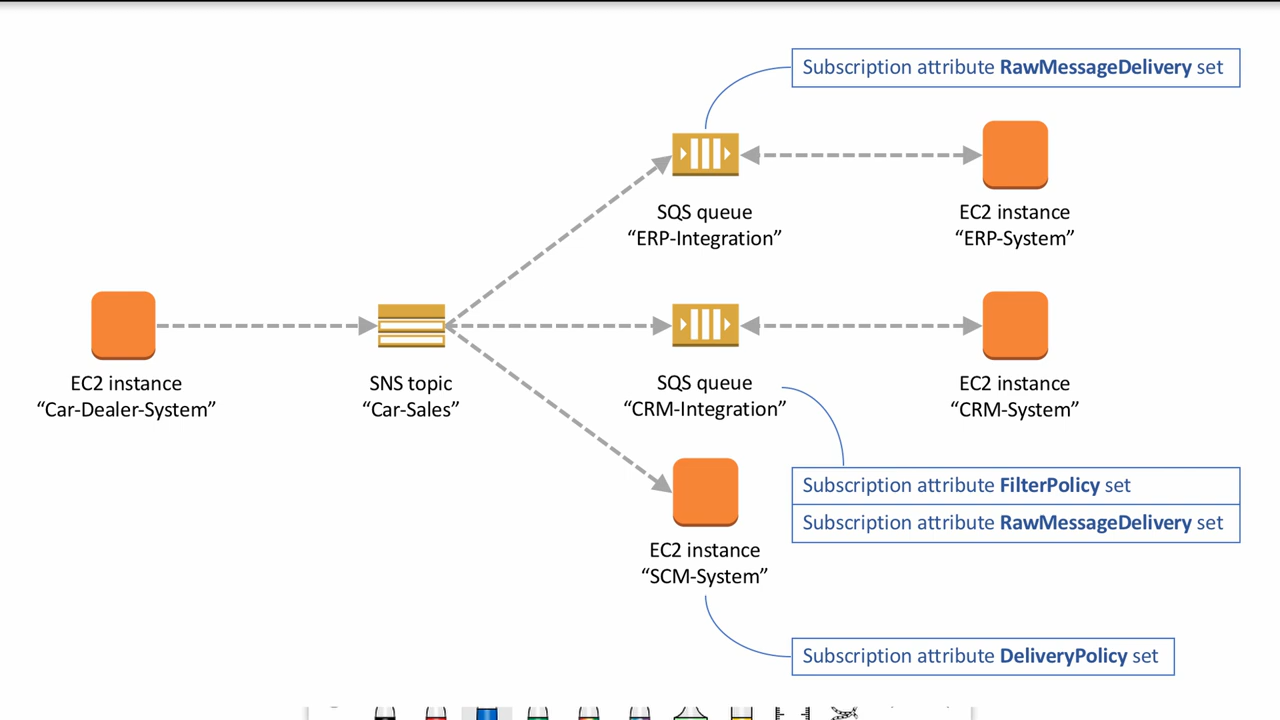 Subscription attribute RawMessageDelivery set
SQS queue
“ERP-Integration”
EC2 instance
“ERP-System”
EC2 instance
“Car-Dealer-System”
SNS topic
“Car-Sales”
SQS queue
“CRM-Integration”
EC2 instance
“CRM-System”
Subscription attribute FilterPolicy set
Subscription attribute RawMessageDelivery set
EC2 instance
“SCM-System”
Subscription attribute DeliveryPolicy set